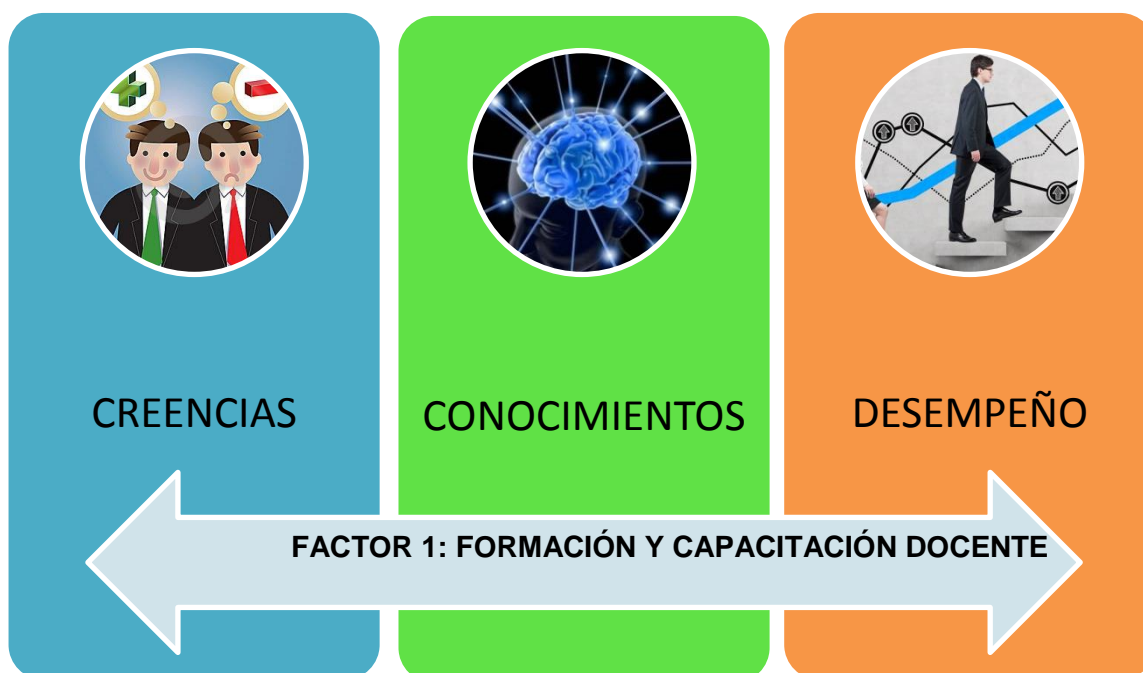 CREENCIAS
CONOCIMIENTOS
DESEMPEÑO
FACTOR 1: FORMACIÓN Y CAPACITACIÓN DOCENTE